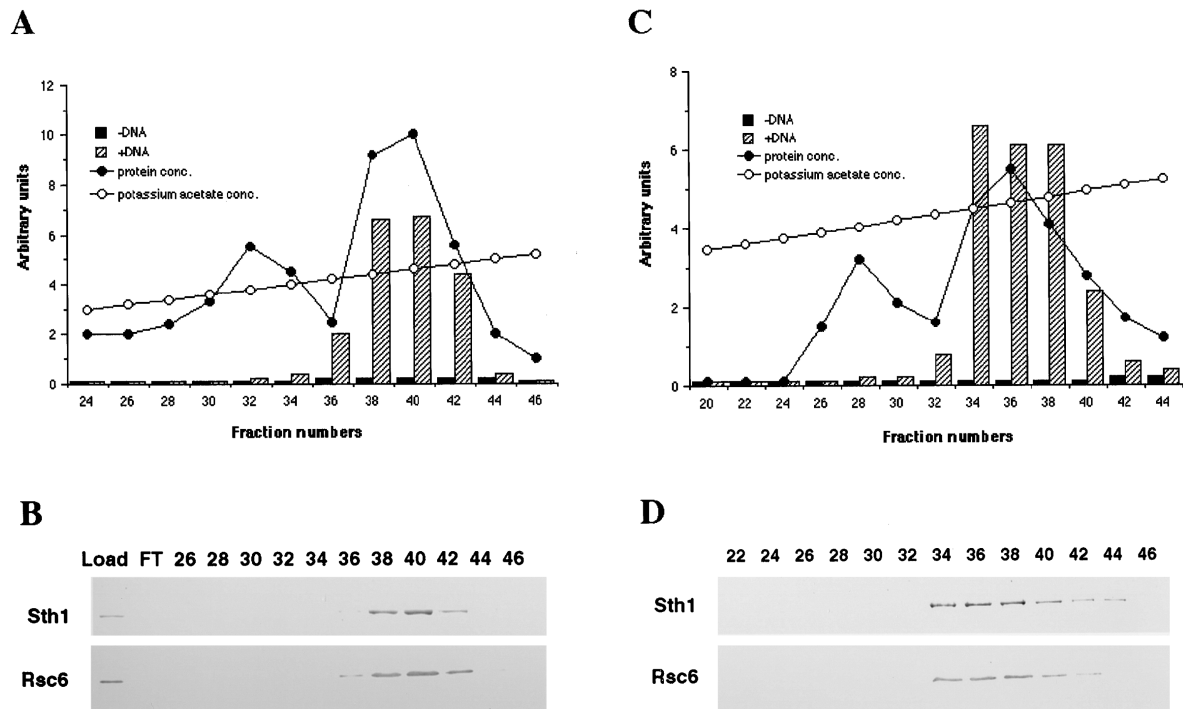 A
Arbitrary units
12
10
8
6
4
2
0
-DNA
+DNA
protein conc.
potassium acetate conc.
24 26 28 30 32 34 36 38 40 42 44 46
Fraction numbers
B
Load FT 26 28 30 32 34 36 38 40 42 44 46
Sth1
Rsc6
C
Arbitrary units
8
6
4
2
0
-DNA
+DNA
protein conc.
potassium acetate conc.
20 22 24 26 28 30 32 34 36 38 40 42 44
Fraction numbers
D
22 24 26 28 30 32 34 36 38 40 42 44 46
Sth1
Rsc6